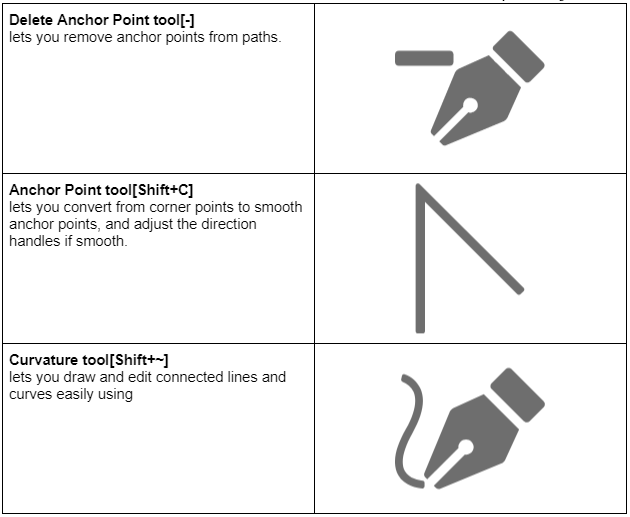 Delete Anchor Point tool[-]
lets you remove anchor points from paths.
Anchor Point tool[Shift+C]
lets you convert from corner points to smooth
anchor points, and adjust the direction
handles if smooth.
Curvature tool[Shift+~]
lets you draw and edit connected lines and
curves easily using